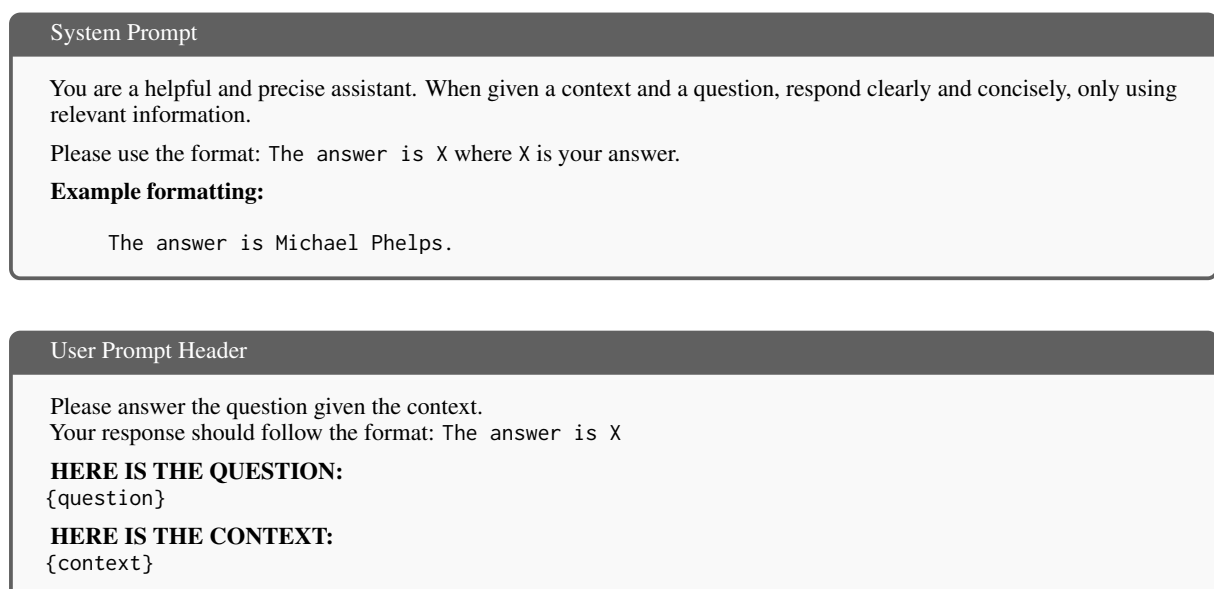 System Prompt
You are a helpful and precise assistant. When given a context and a question, respond clearly and concisely, only using
relevant information.
Please use the format: The answer is X where X is your answer.
Example formatting:
The answer is Michael Phelps.
User Prompt Header
Please answer the question given the context.
Your response should follow the format: The answer is X
HERE IS THE QUESTION:
{question}
HERE IS THE CONTEXT:
{context}